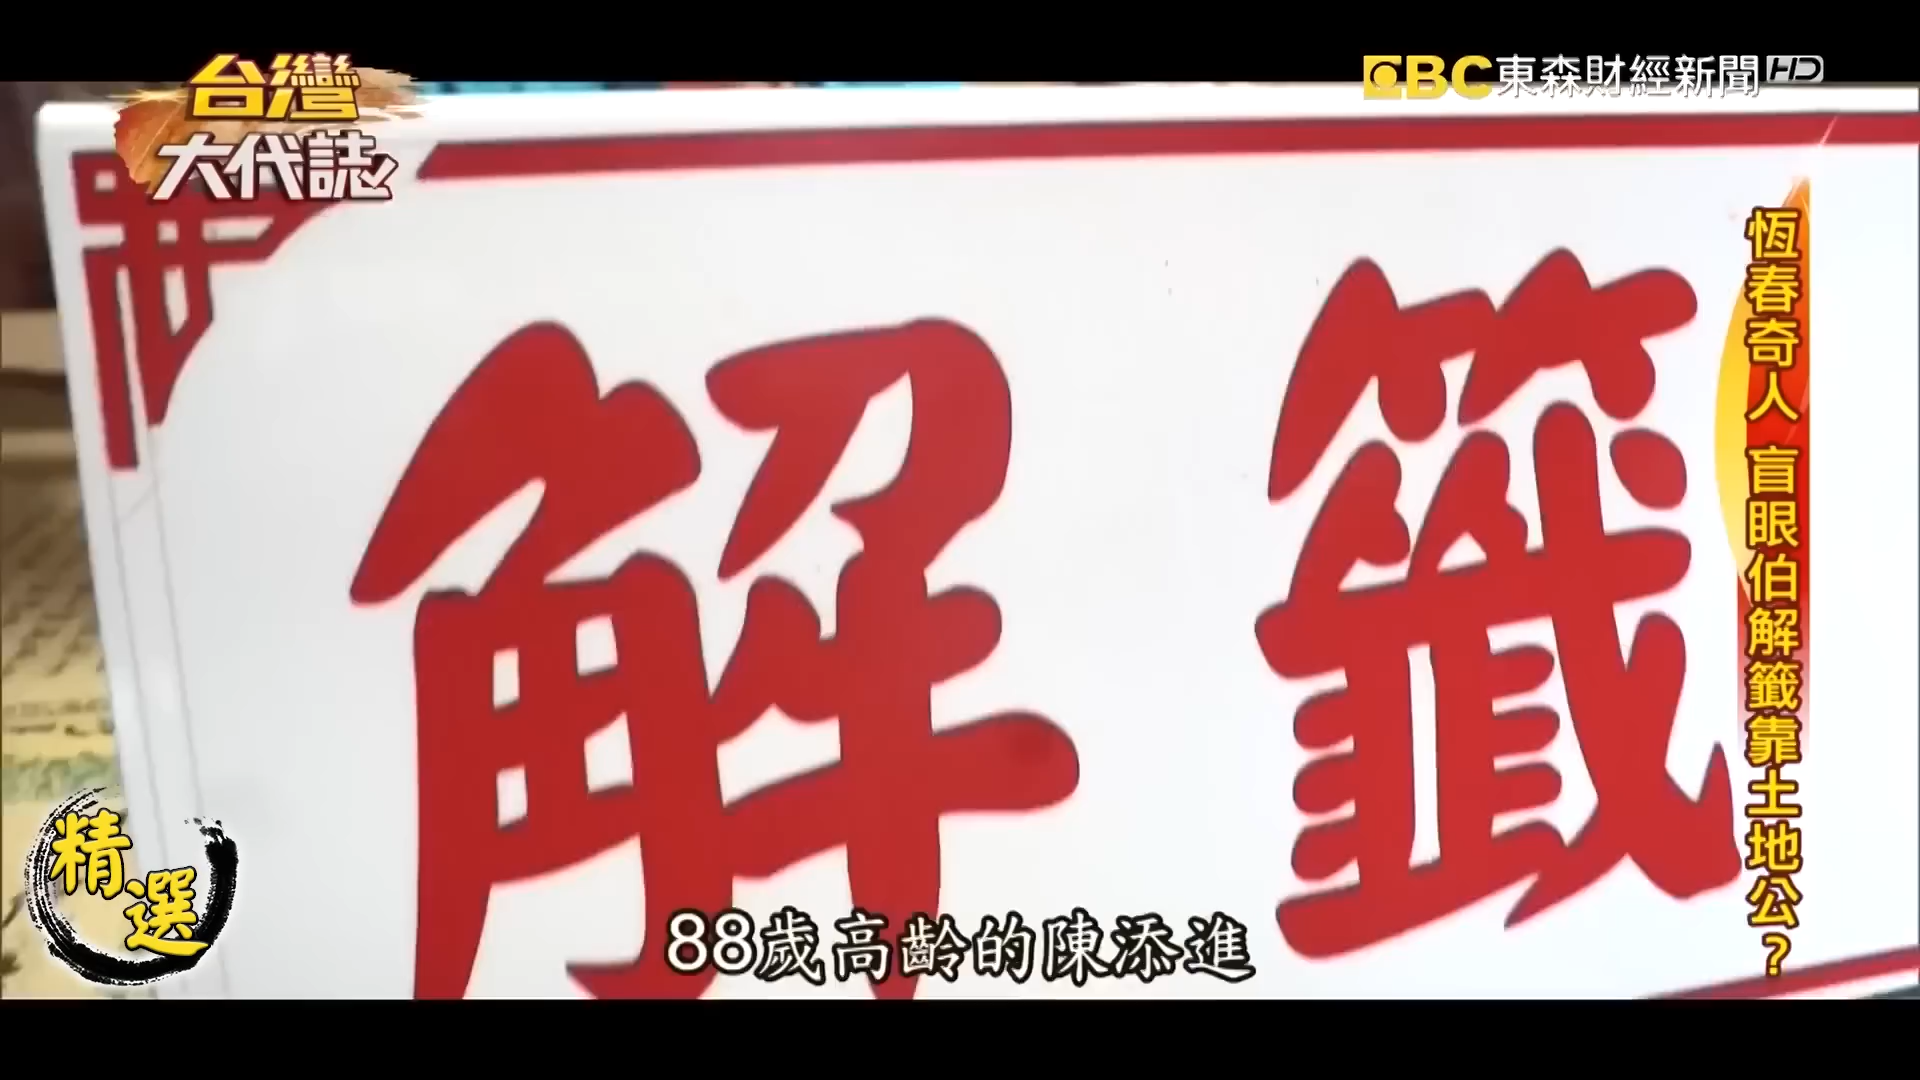 台灣
大代誌
EBC東森財經新聞HD
解籤
恆春奇人 盲眼伯解籤靠土地公？
精選
88歲高齡的陳添進